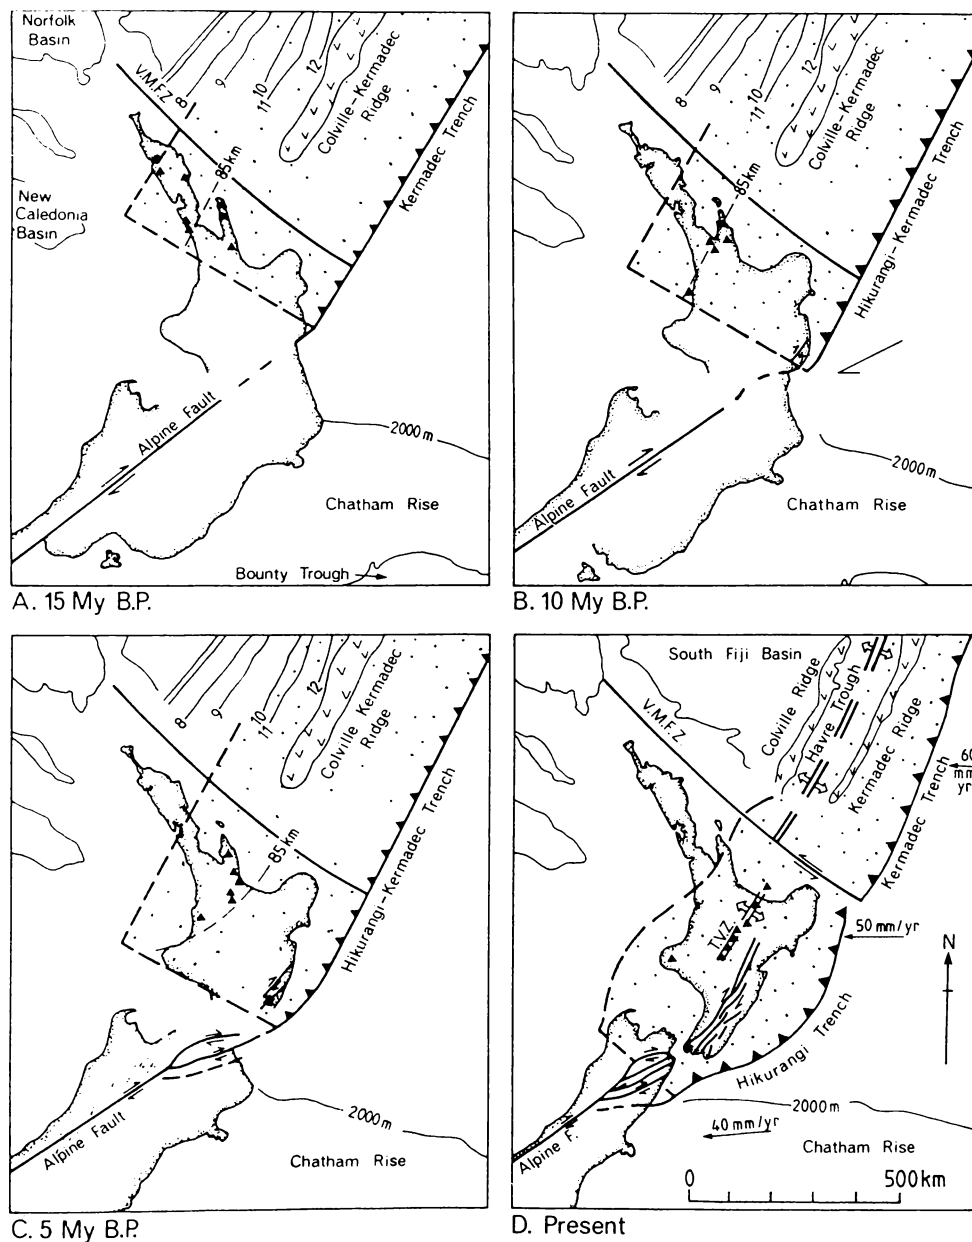 Norfolk
Basin
V.M.F.Z
8
9
10
11
12
Colville-Kermadec
Ridge
Kermadec Trench
85km
New
Caledonia
Basin
Alpine Fault
2000m
Chatham Rise
Bounty Trough
A. 15 My B.P.
8
9
10
11
12
Colville-Kermadec
Ridge
Hikurangi-Kermadec Trench
85km
Alpine Fault
2000m
Chatham Rise
B. 10 My B.P.
8
9
10
11
12
Colville Kermadec
Ridge
Hikurangi-Kermadec Trench
85km
Alpine Fault
2000m
Chatham Rise
C. 5 My B.P.
South Fiji Basin
V.M.F.Z
Colville Ridge
Havre Trough
Kermadec Ridge
Kermadec Trench
60
mm
yr
50 mm/yr
T.V.Z.
N
Hikurangi Trench
2000m
40 mm/yr
Alpine F.
Chatham Rise
0 500km
D. Present